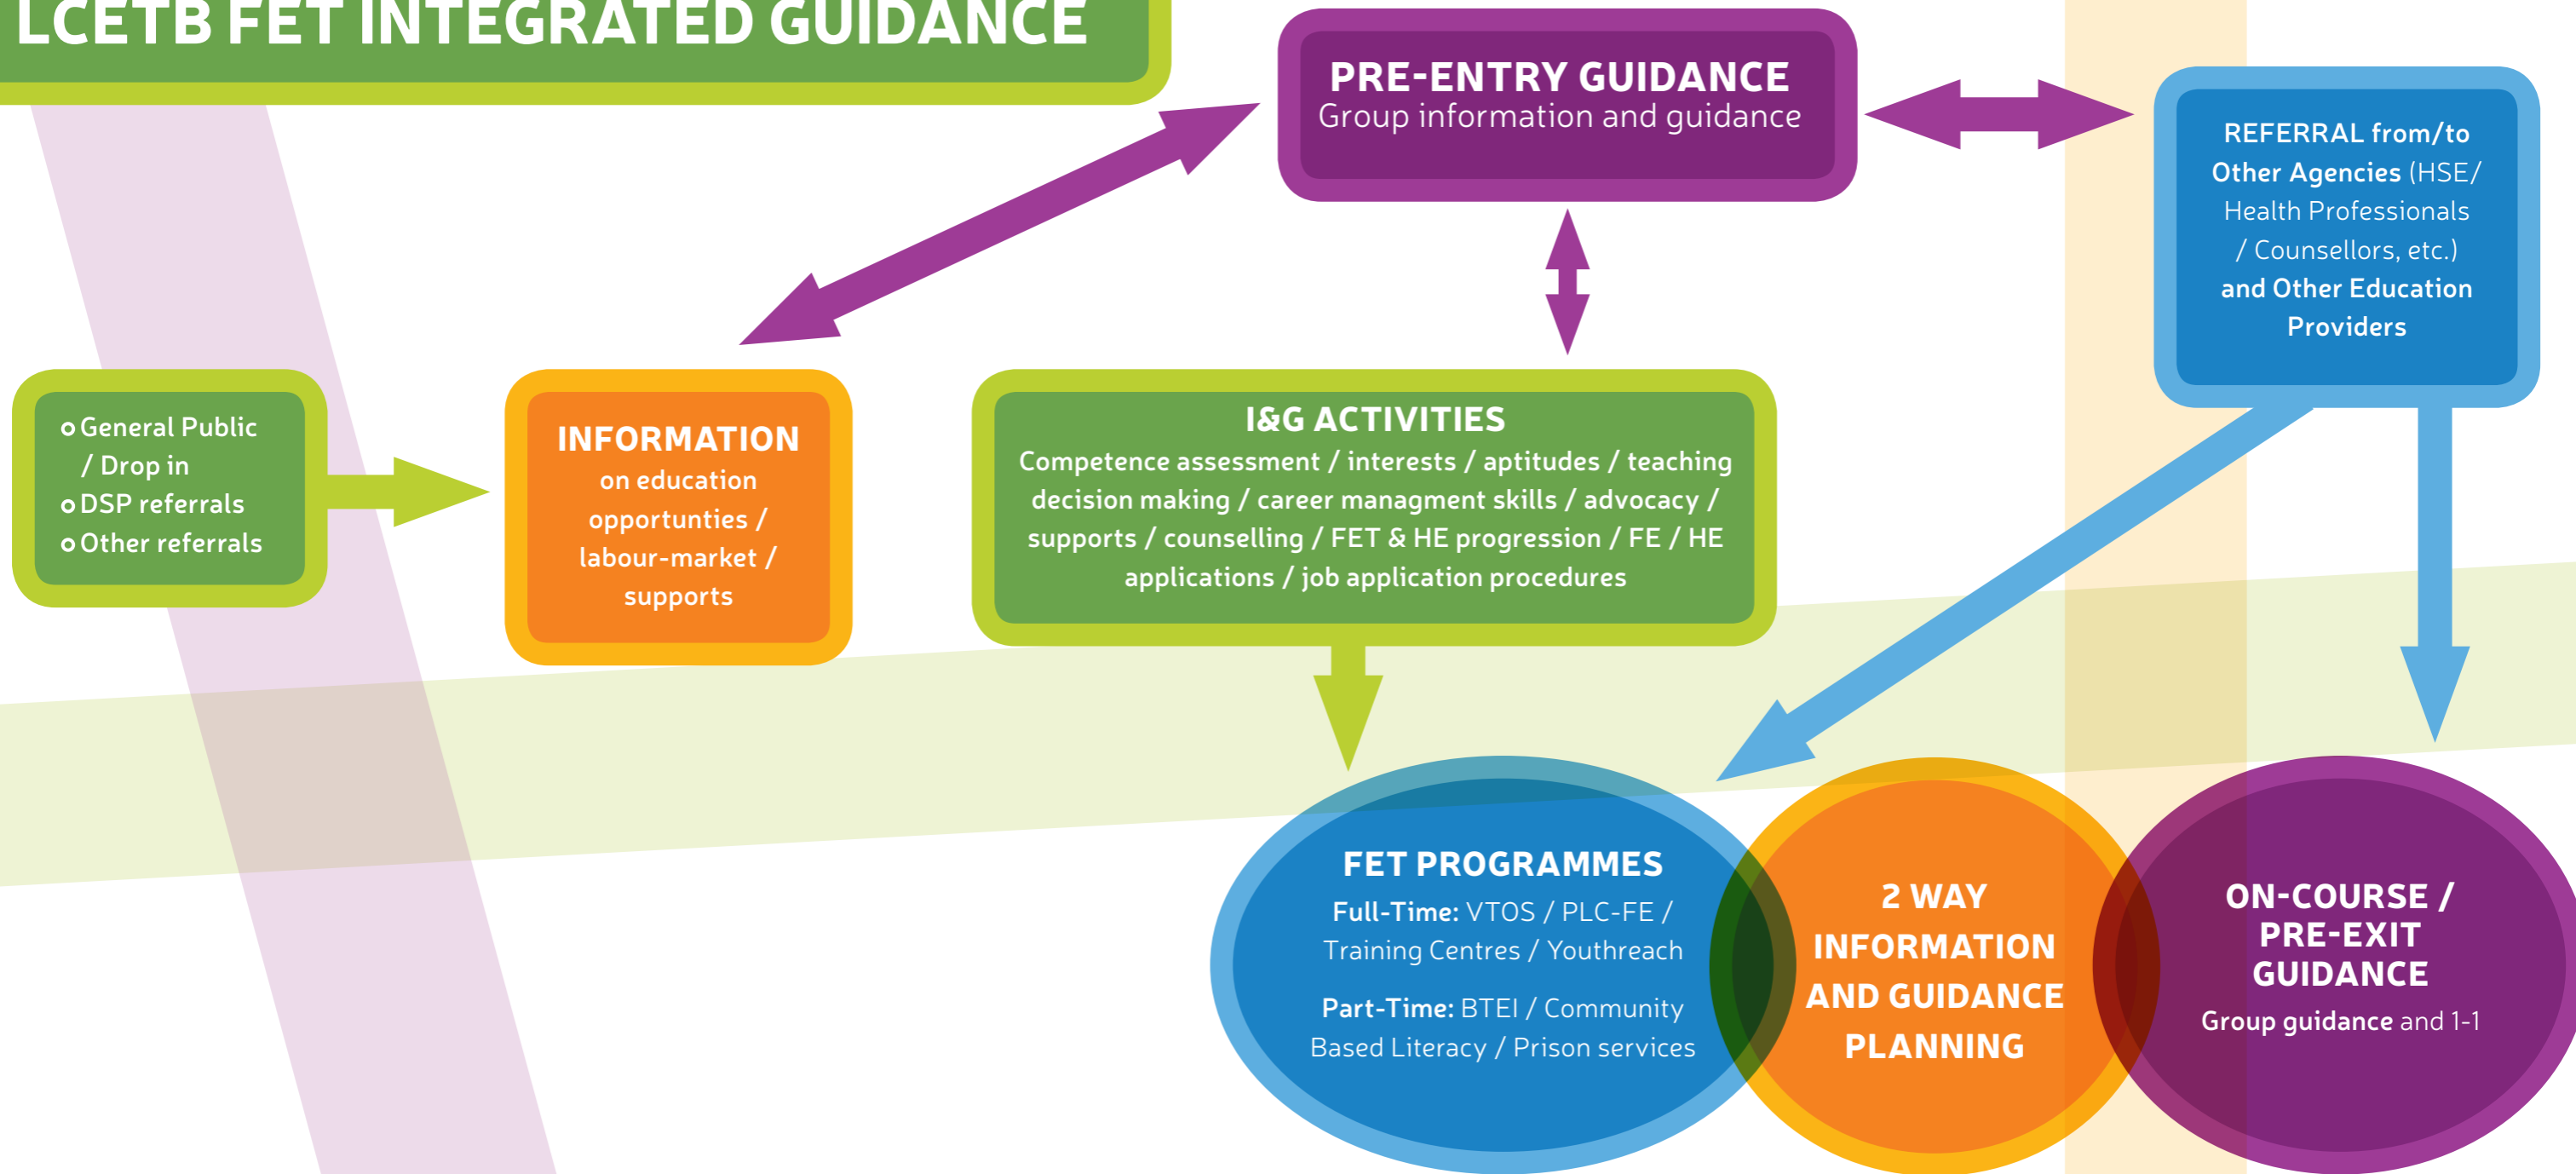 LCETB FET INTEGRATED GUIDANCE
PRE-ENTRY GUIDANCE
Group information and guidance
REFERRAL from/to
Other Agencies (HSE/
Health Professionals
/ Counsellors, etc.)
and Other Education
Providers
General Public
/ Drop in
DSP referrals
Other referrals
INFORMATION
on education
opportunties /
labour-market /
supports
I&G ACTIVITIES
Competence assessment / interests / aptitudes / teaching
decision making / career managment skills / advocacy /
supports / counselling / FET & HE progression / FE / HE
applications / job application procedures
FET PROGRAMMES
Full-Time: VTOS / PLC-FE /
Training Centres / Youthreach
Part-Time: BTEI / Community
Based Literacy / Prison services
2 WAY
INFORMATION
AND GUIDANCE
PLANNING
ON-COURSE /
PRE-EXIT
GUIDANCE
Group guidance and 1-1